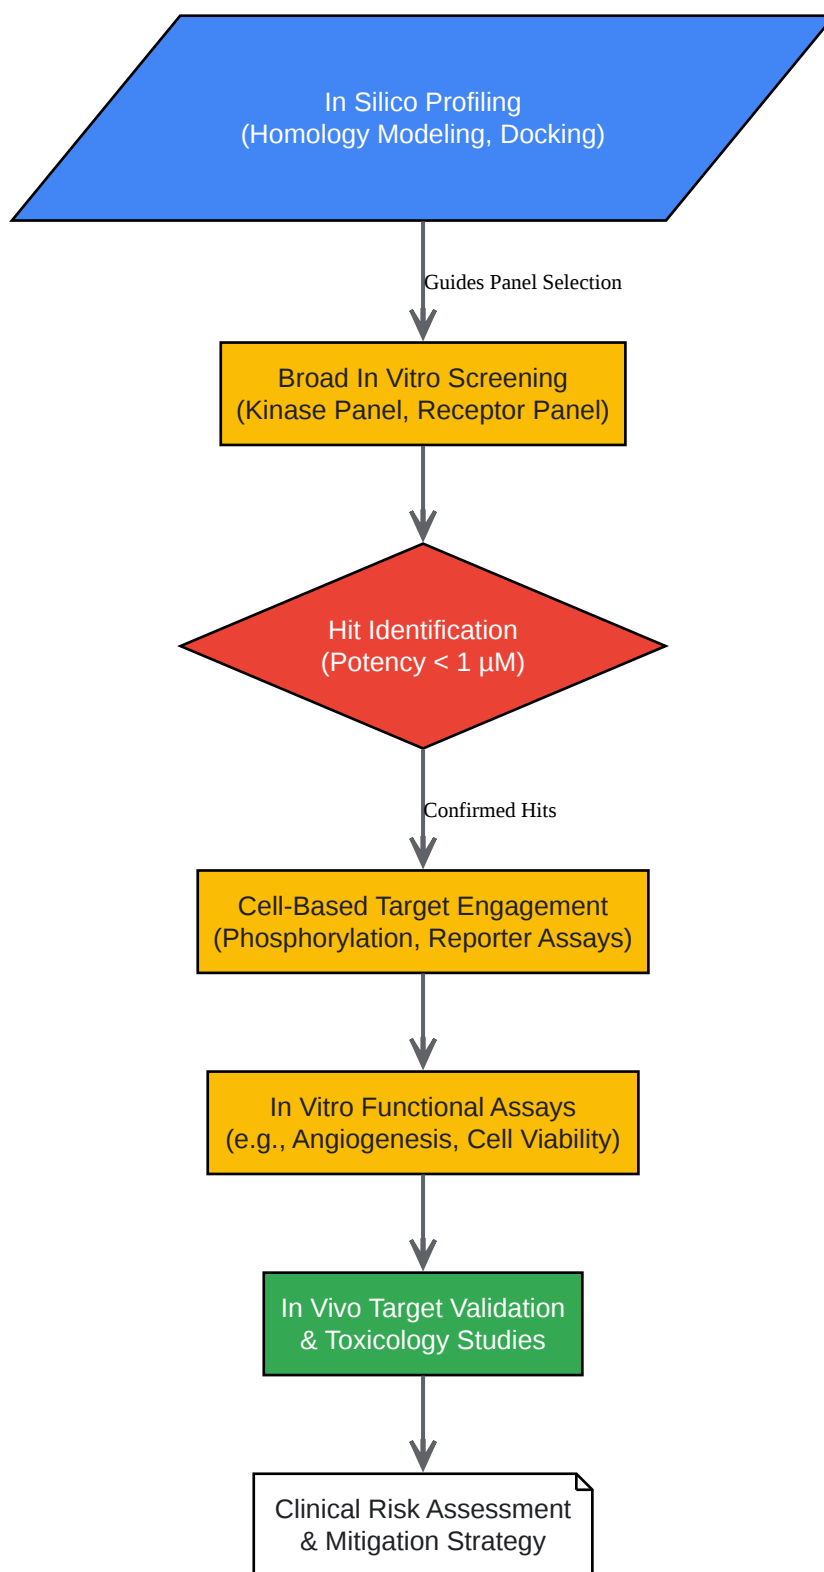 In Silico Profiling
(Homology Modeling, Docking)
Guides Panel Selection
Broad In Vitro Screening
(Kinase Panel, Receptor Panel)
Hit Identification
(Potency < 1 µM)
Confirmed Hits
Cell-Based Target Engagement
(Phosphorylation, Reporter Assays)
In Vitro Functional Assays
(e.g., Angiogenesis, Cell Viability)
In Vivo Target Validation
& Toxicology Studies
Clinical Risk Assessment
& Mitigation Strategy